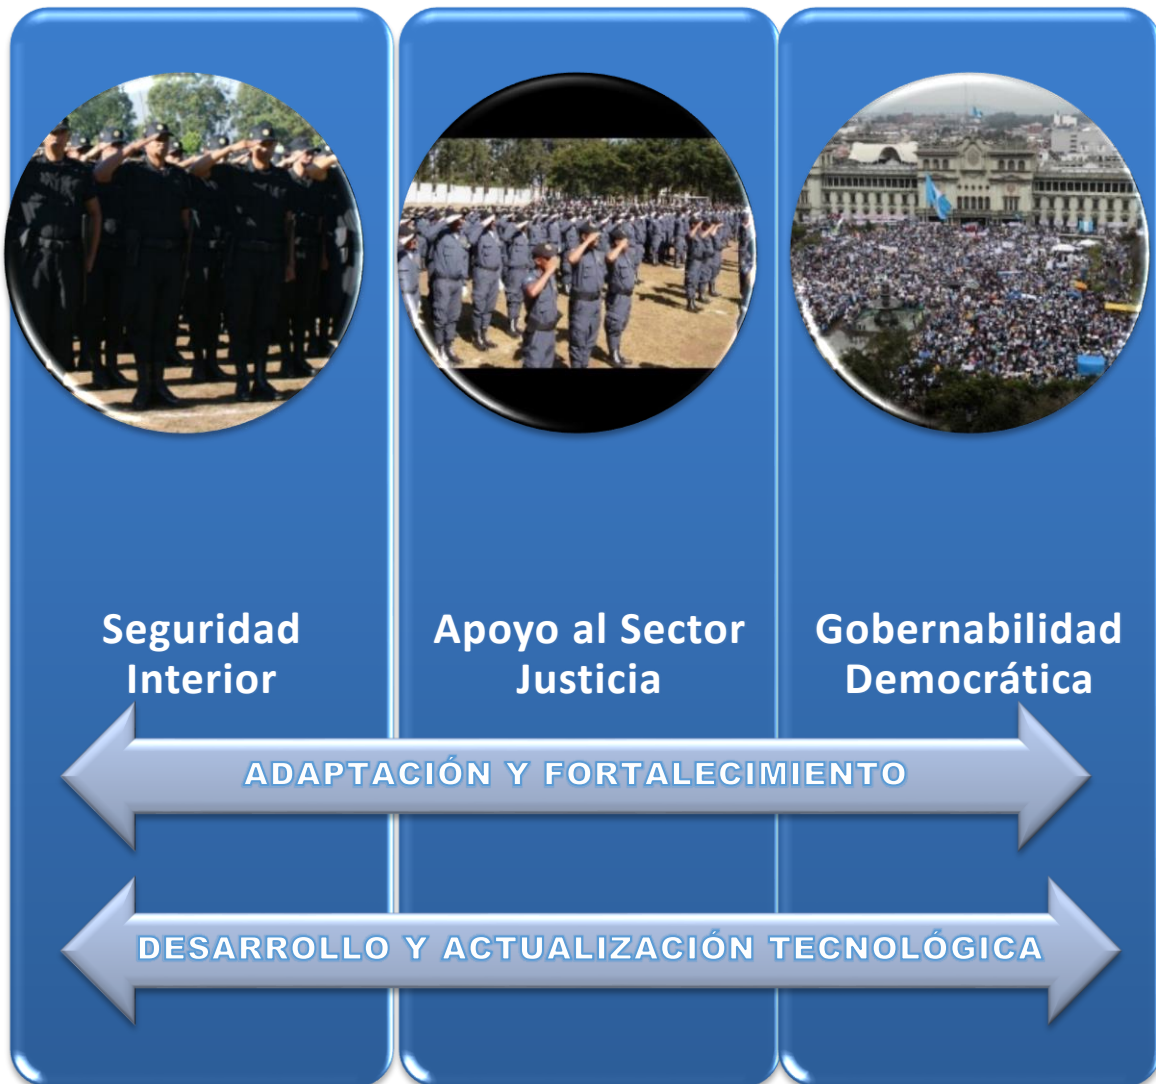 Seguridad
Interior
Apoyo al Sector
Justicia
Gobernabilidad
Democrática
ADAPTACIÓN Y FORTALECIMIENTO
DESARROLLO Y ACTUALIZACIÓN TECNOLÓGICA